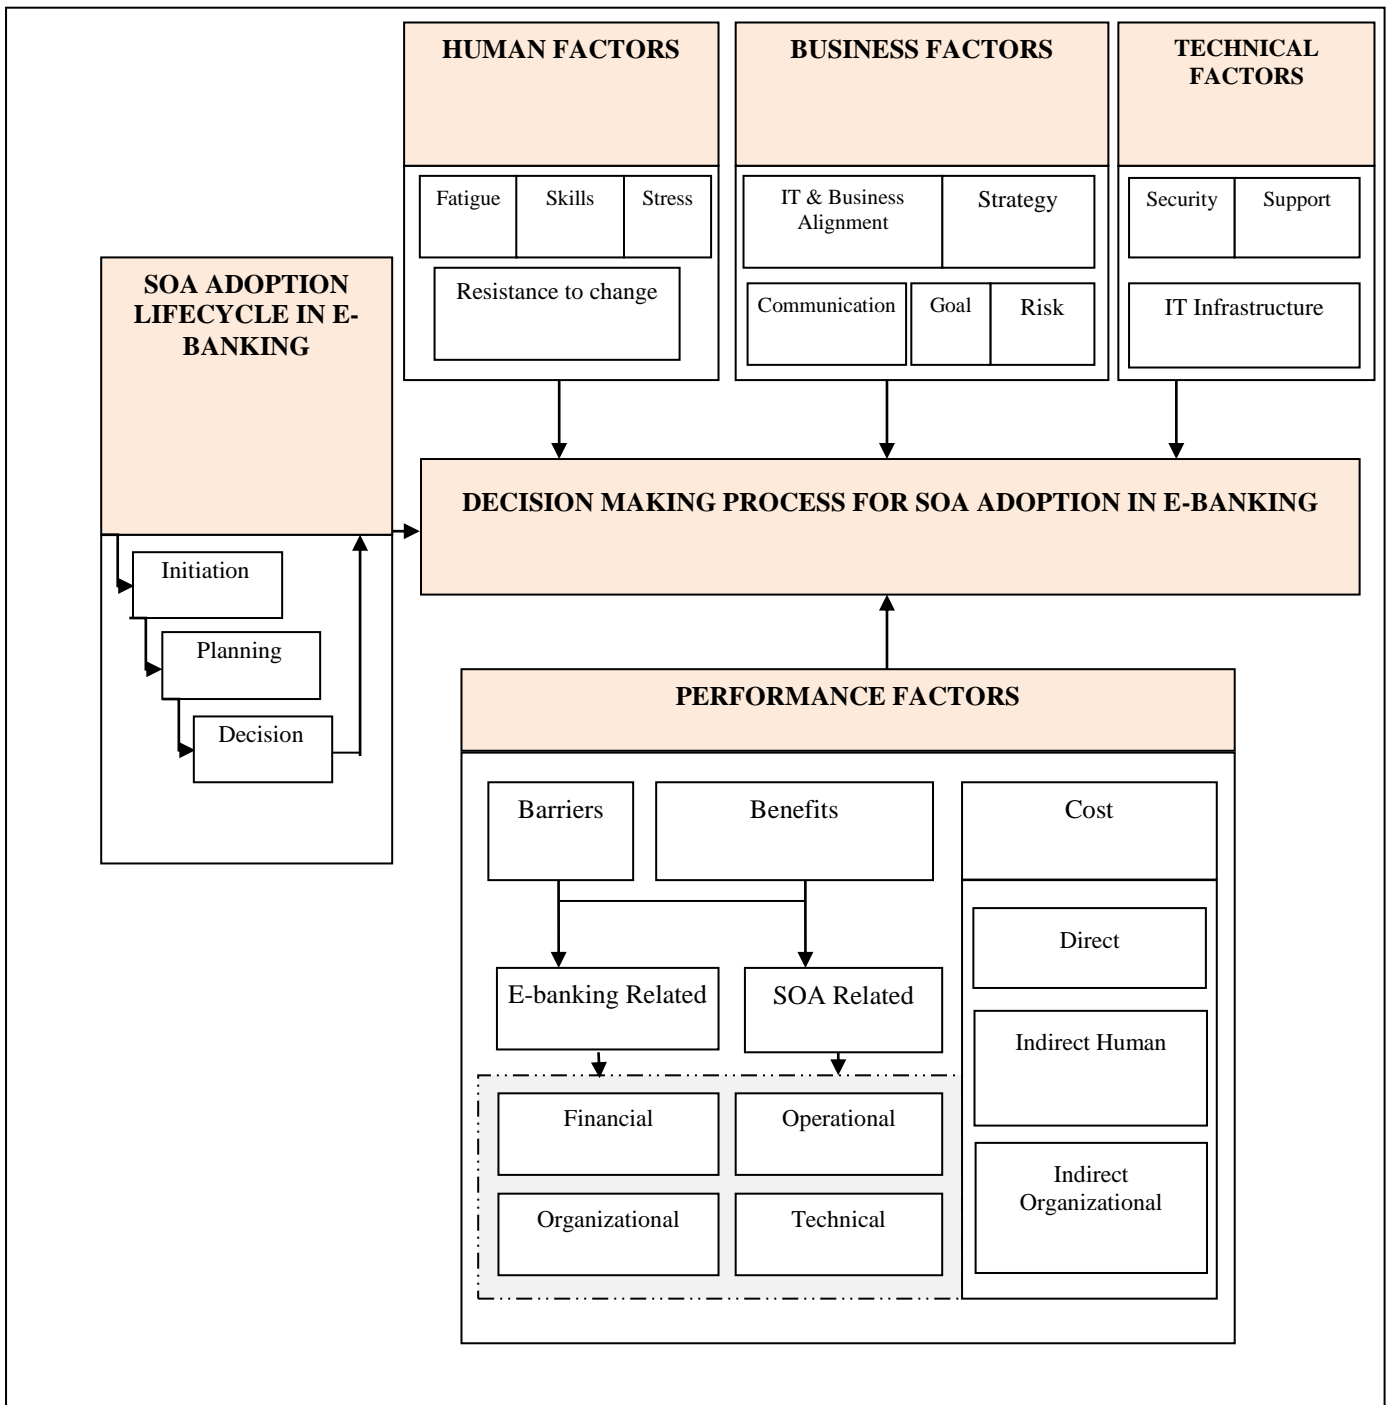 HUMAN FACTORS
BUSINESS FACTORS
TECHNICAL
FACTORS
Fatigue
Skills
Stress
Resistance to change
IT & Business
Alignment
Strategy
Communication
Goal
Risk
Security
Support
IT Infrastructure
SOA ADOPTION
LIFECYCLE IN E-
BANKING
Initiation
Planning
Decision
DECISION MAKING PROCESS FOR SOA ADOPTION IN E-BANKING
PERFORMANCE FACTORS
Barriers
Benefits
Cost
E-banking Related
SOA Related
Financial
Operational
Organizational
Technical
Direct
Indirect Human
Indirect
Organizational